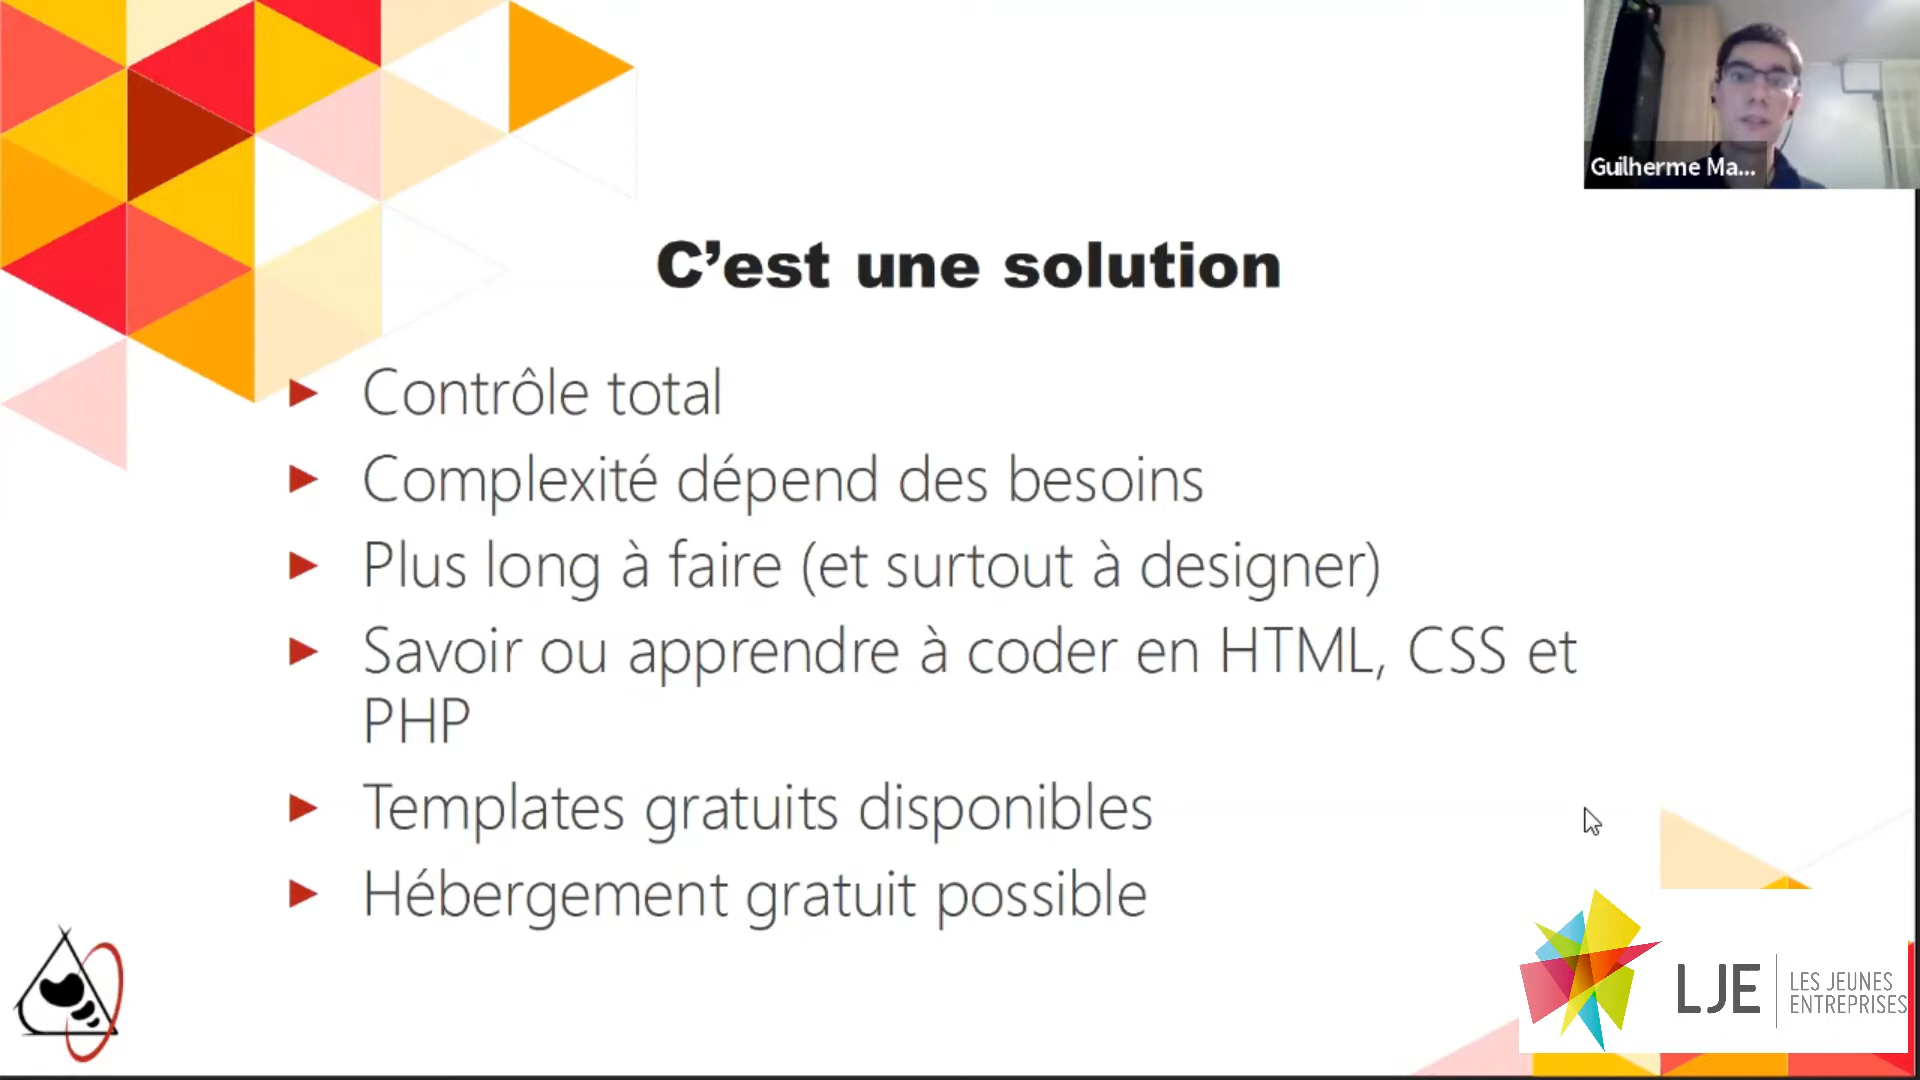 Guilherme Ma...
C’est une solution
Contrôle total
Complexité dépend des besoins
Plus long à faire (et surtout à designer)
Savoir ou apprendre à coder en HTML, CSS et
PHP
Templates gratuits disponibles
Hébergement gratuit possible
LJE
LES JEUNES
ENTREPRISES